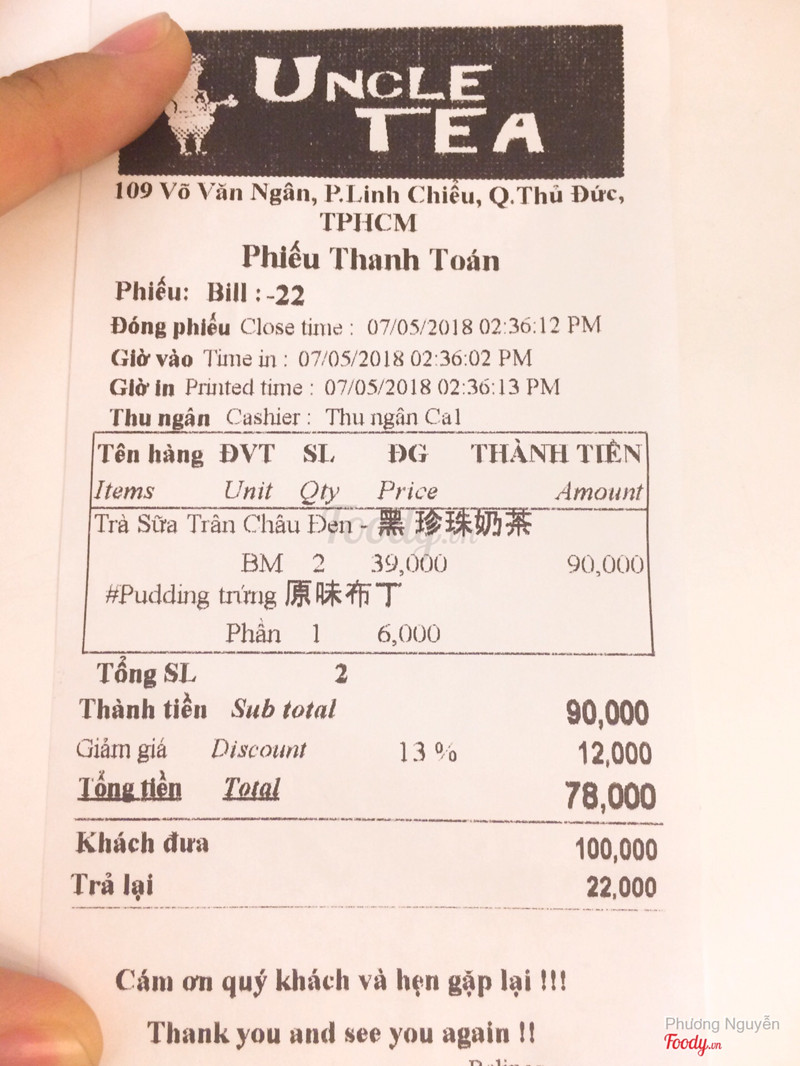 UNCLE
TEA
109 Võ Văn Ngân, P.Linh Chiểu, Q.Thủ Đức,
TPHCM
Phiếu Thanh Toán
Phiếu: Bill :-22
Đóng phiếu Close time : 07/05/2018 02:36:12 PM
Giờ vào Time in : 07/05/2018 02:36:02 PM
Giờ in Printed time : 07/05/2018 02:36:13 PM
Thu ngân Cashier : Thu ngân Ca1
Tên hàng ĐVT SL ĐG THÀNH TIỀN
Items Unit Qty Price Amount
Trà Sữa Trân Châu Đen - 黑 珍珠奶茶
Foody.vn
BM 2 39,000 90,000
#Pudding trứng 原味布丁
Phần 1 6,000
Tổng SL 2
Thành tiền Sub total 90,000
Giảm giá Discount 13 % 12,000
Tổng tiền Total 78,000
Khách đưa 100,000
Trả lại 22,000
Cám ơn quý khách và hẹn gặp lại !!!
Thank you and see you again !!
Phương Nguyễn
Foody.vn